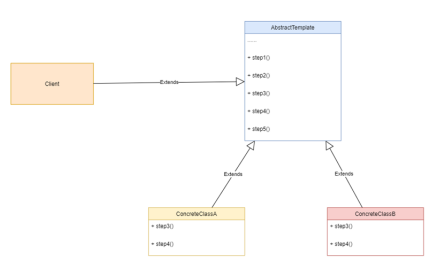 AbstractTemplate
......
+ step1()
Client
Extends
+ step2()
+ step3()
+ step4()
+ step5()
Extends
Extends
ConcreteClassA
ConcreteClassB
+ step3()
+ step3()
+ step4()
+ step4()